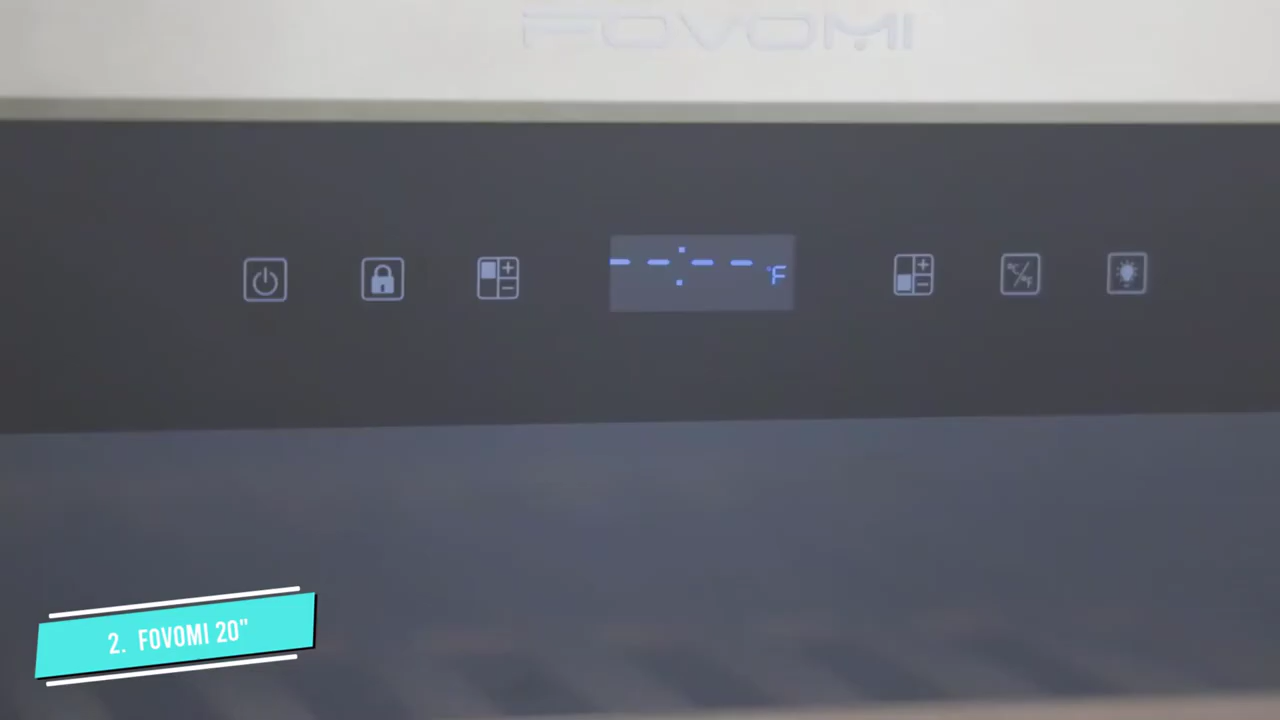 FOVOMI
+
−
--:--
°F
+
−
°C/°F
2. FOVOMI 20"